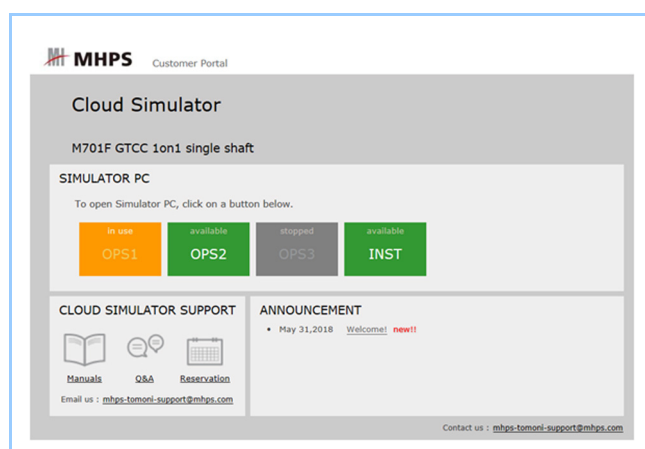 MHPS Customer Portal
Cloud Simulator
M701F GTCC 1on1 single shaft
SIMULATOR PC
To open Simulator PC, click on a button below.
in use available stopped available
OPS1 OPS2 OPS3 INST
CLOUD SIMULATOR SUPPORT
Manuals Q&A Reservation
Email us : mhps-tomoni-support@mhps.com
ANNOUNCEMENT
• May 31,2018 Welcome! new!!
Contact us : mhps-tomoni-support@mhps.com